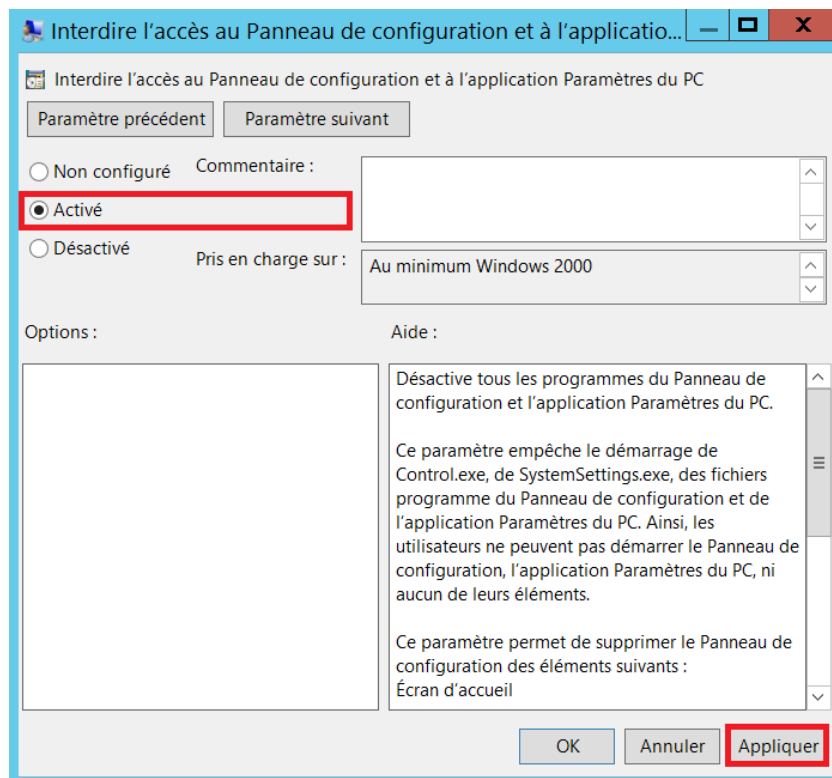 Interdire l'accès au Panneau de configuration et à l'applicatio...
Interdire l'accès au Panneau de configuration et à l'application Paramètres du PC
Paramètre précédent
Paramètre suivant
Non configuré
Commentaire :
Activé
Désactivé
Pris en charge sur :
Au minimum Windows 2000
Options :
Aide :
Désactive tous les programmes du Panneau de
configuration et l'application Paramètres du PC.
Ce paramètre empêche le démarrage de
Control.exe, de SystemSettings.exe, des fichiers
programme du Panneau de configuration et de
l'application Paramètres du PC. Ainsi, les
utilisateurs ne peuvent pas démarrer le Panneau de
configuration, l'application Paramètres du PC, ni
aucun de leurs éléments.
Ce paramètre permet de supprimer le Panneau de
configuration des éléments suivants :
Écran d'accueil
OK
Annuler
Appliquer